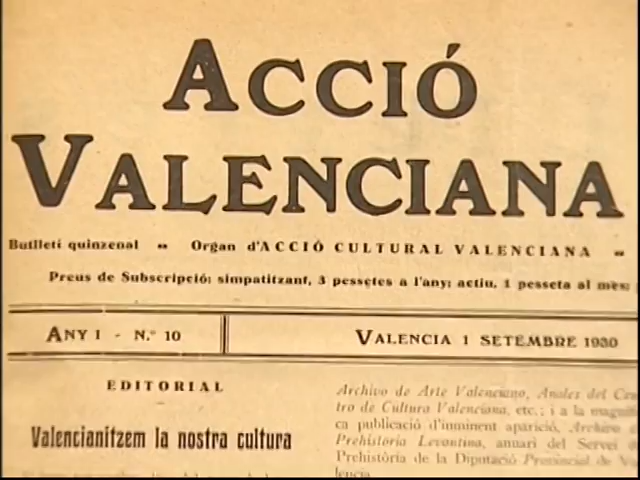 ACCIÓ
VALENCIANA
Butlletí quinzenal -- Organ d'ACCIÓ CULTURAL VALENCIANA --
Preus de Subscripció: simpatitzant, 3 pessetes a l'any; actiu, 1 pesseta al mes;
ANY I - N.º 10
VALENCIA 1 SETEMBRE 1930
EDITORIAL
Valencianitzem la nostra cultura
Archivo de Arte Valenciano, Anales del Cen-
tro de Cultura Valenciana, etc.; i a la magnífi-
ca publicació d'inminent aparició, Archivo
Prehistoria Levantina, anuari del Servei
Prehistòria de la Diputació Provincial de Va-
lencia.